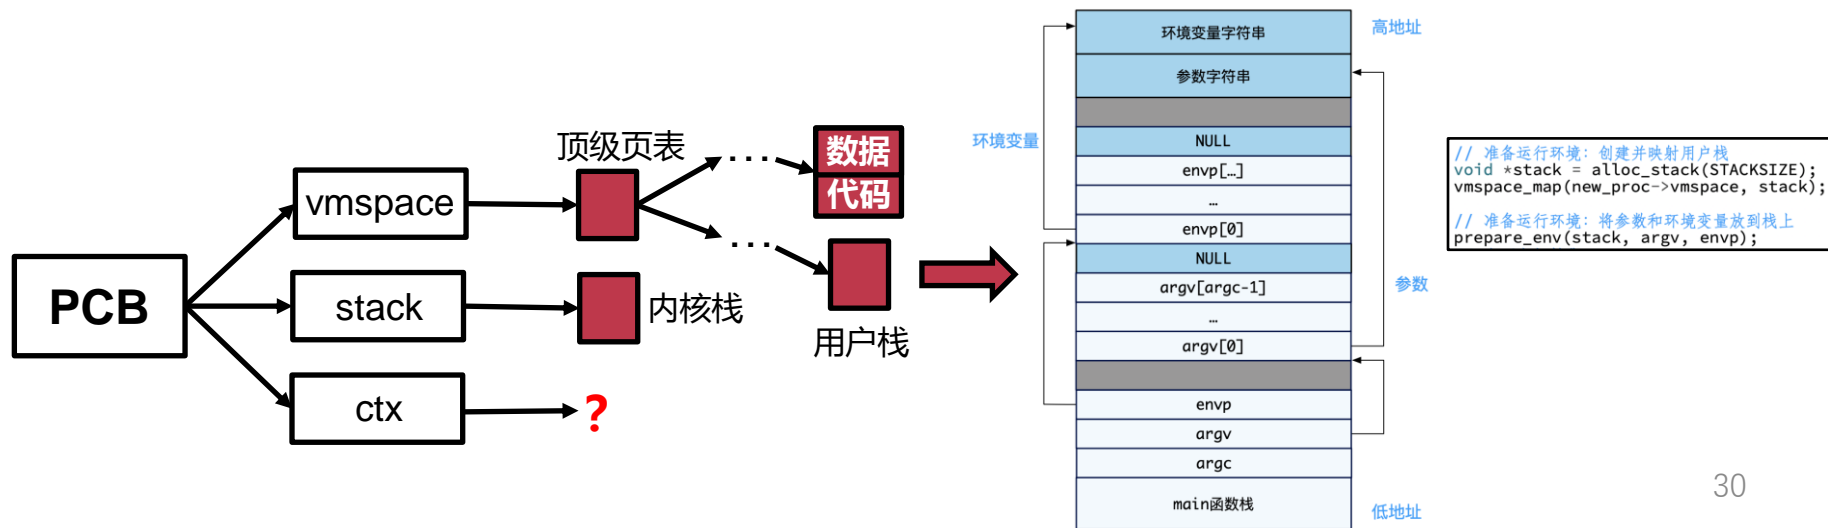 PCB
vmspace
stack
ctx
顶级页表
...
...
数据
代码
内核栈
用户栈
?
环境变量
环境变量字符串
参数字符串
NULL
envp[…]
…
envp[0]
NULL
argv[argc-1]
…
argv[0]
envp
argv
argc
main函数栈
高地址
参数
低地址
// 准备运行环境: 创建并映射用户栈
void *stack = alloc_stack(STACKSIZE);
vmspace_map(new_proc->vmspace, stack);
// 准备运行环境: 将参数和环境变量放到栈上
prepare_env(stack, argv, envp);
30